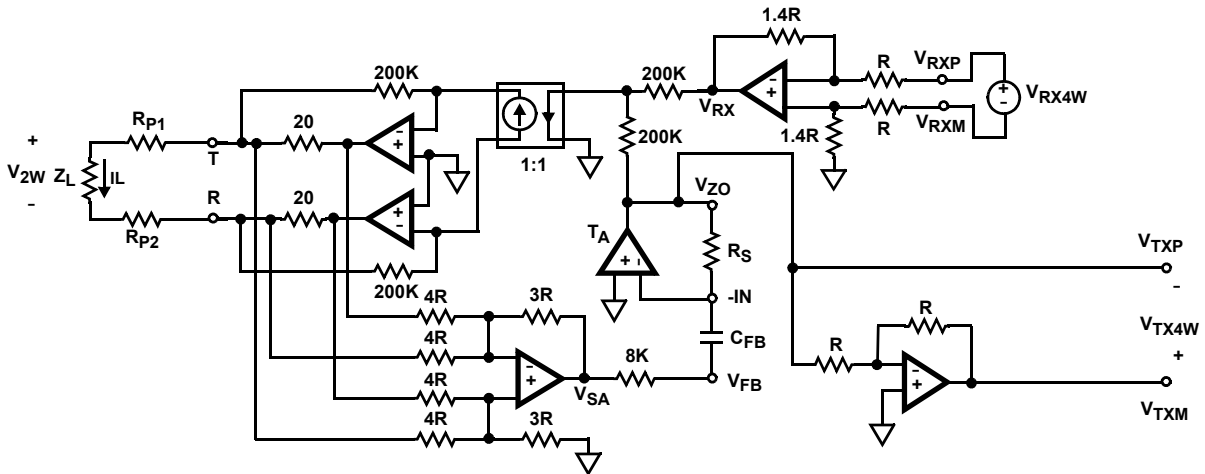 1.4R
200K
200K
R
V_RXP
V_RX
V_RX4W
R
V_RXM
R_P1
20
200K
1.4R
+
T
1:1
V_2W
Z_L
IL
R
20
V_ZO
-
R_P2
T_A
R_S
V_TXP
200K
-IN
-
4R
3R
R
V_TX4W
4R
C_FB
R
+
8K
4R
V_SA
V_FB
V_TXM
4R
3R